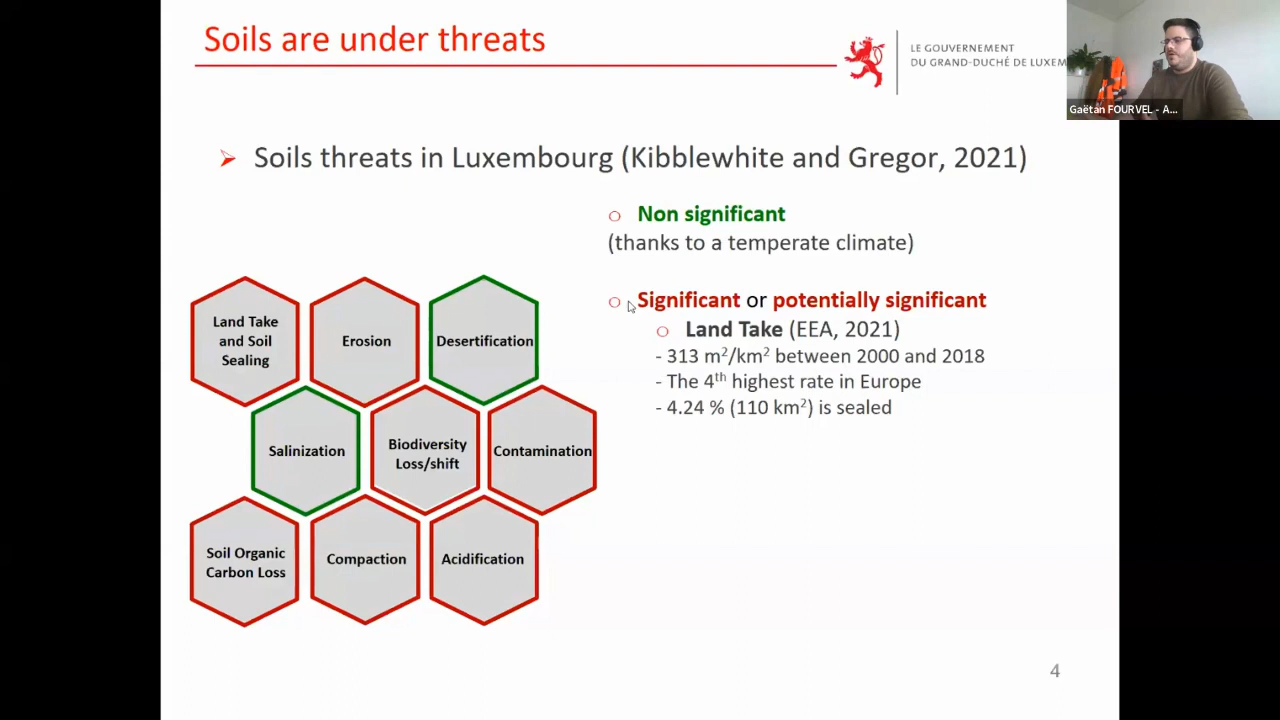 Soils are under threats
LE GOUVERNEMENT
DU GRAND-DUCHÉ DE LUXEM
Gaëtan FOURVEL - A...
➢ Soils threats in Luxembourg (Kibblewhite and Gregor, 2021)
○ Non significant
(thanks to a temperate climate)
○ Significant or potentially significant
○ Land Take (EEA, 2021)
- 313 m²/km² between 2000 and 2018
- The 4th highest rate in Europe
- 4.24 % (110 km²) is sealed
Land Take
and Soil
Sealing
Erosion
Desertification
Salinization
Biodiversity
Loss/shift
Contamination
Soil Organic
Carbon Loss
Compaction
Acidification
4